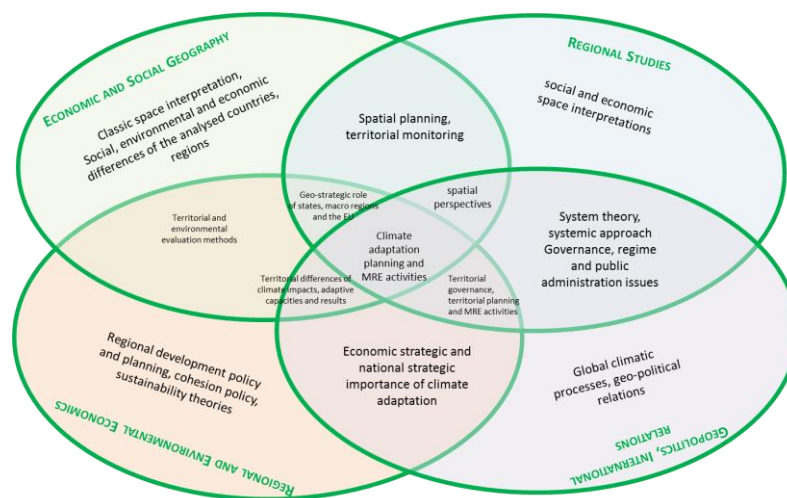 ECONOMIC AND SOCIAL GEOGRAPHY
Classic space interpretation,
Social, environmental and economic
differences of the analysed countries,
regions
REGIONAL STUDIES
social and economic
space interpretations
Spatial planning,
territorial monitoring
Geo-strategic role
of states, macro regions
and the EU
spatial
perspectives
Territorial and
environmental
evaluation methods
Climate
adaptation
planning and
MRE activities
System theory,
systemic approach
Governance, regime
and public
administration issues
Territorial differences of
climate impacts, adaptive
capacities and results
Territorial
governance,
territorial planning
and MRE activities
Regional development policy
and planning, cohesion policy,
sustainability theories
Economic strategic and
national strategic
importance of climate
adaptation
Global climatic
processes, geo-political
relations
REGIONAL AND ENVIRONMENTAL ECONOMICS
GEOPOLITICS, INTERNATIONAL
RELATIONS